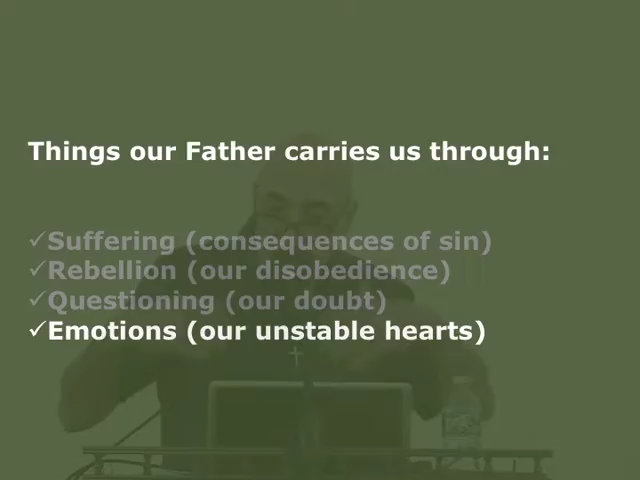 Things our Father carries us through:
✓Suffering (consequences of sin)
✓Rebellion (our disobedience)
✓Questioning (our doubt)
✓Emotions (our unstable hearts)